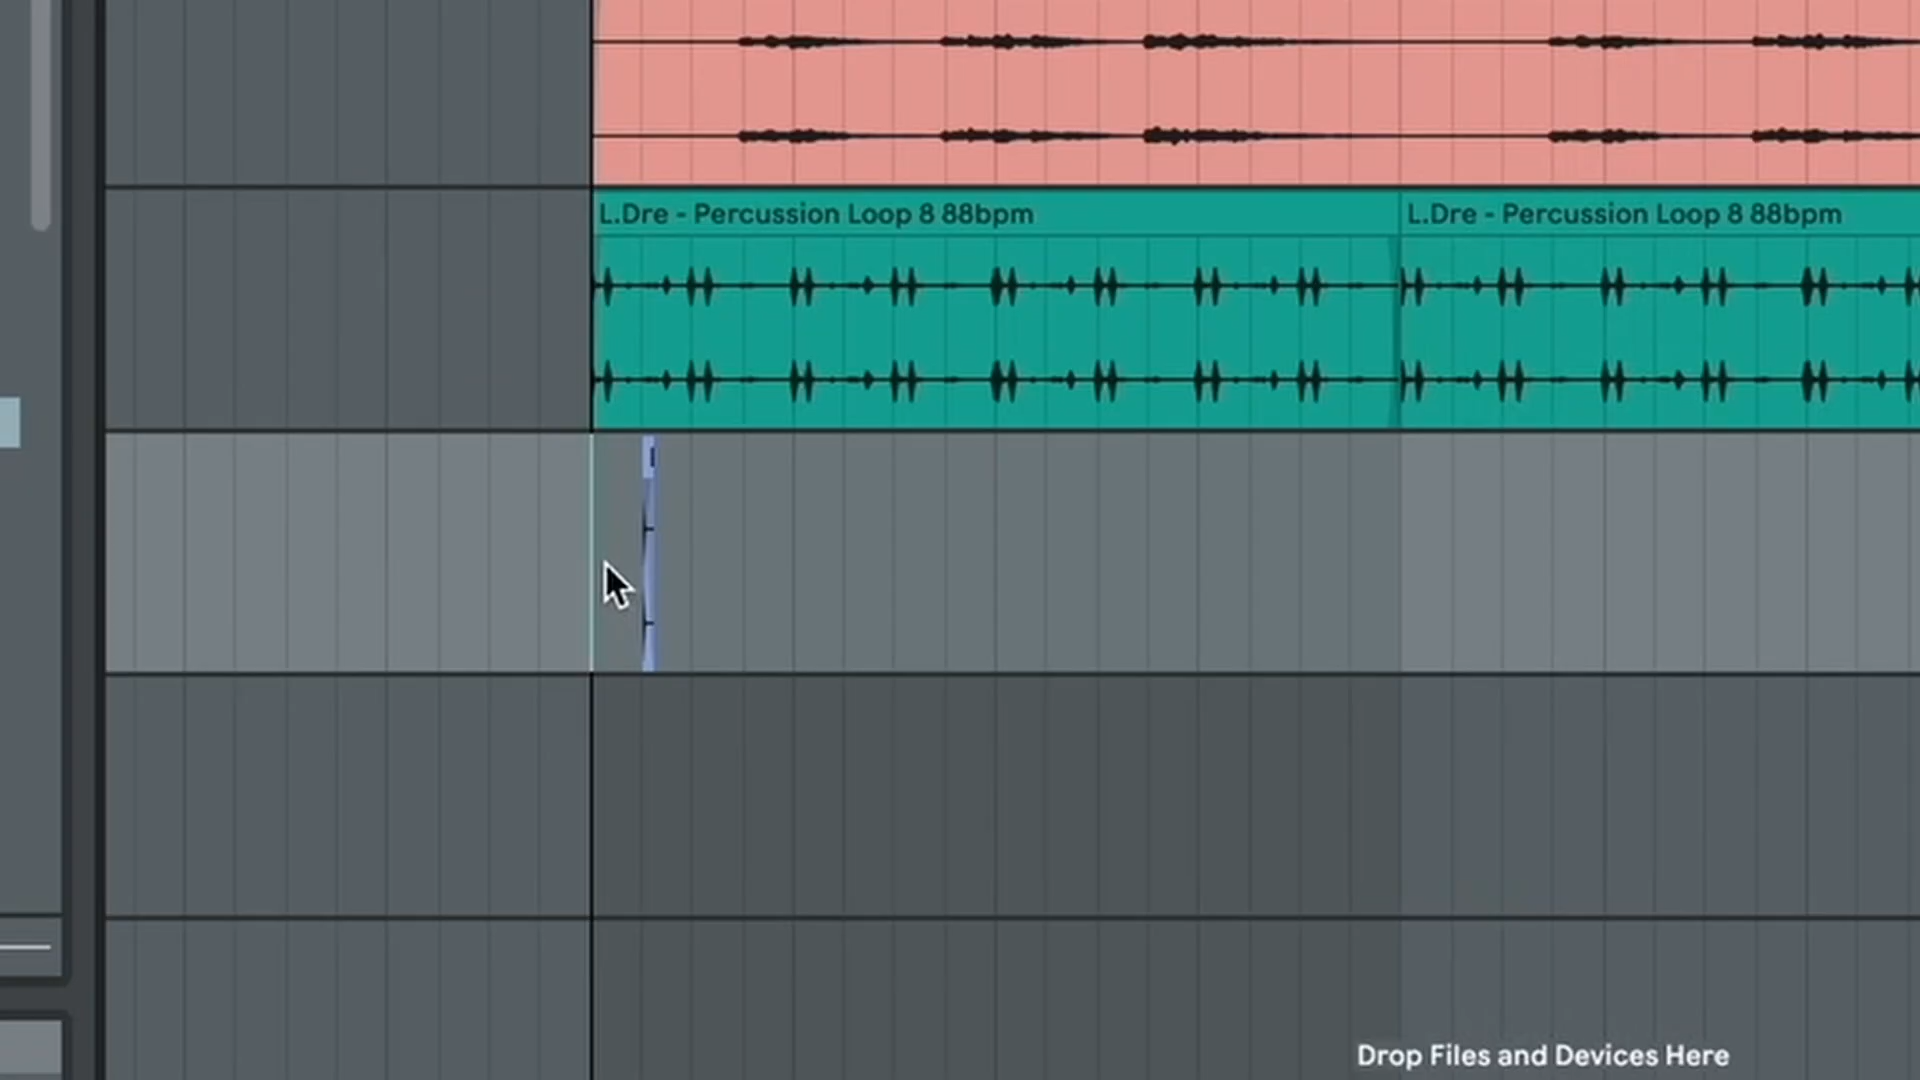 L.Dre - Percussion Loop 8 88bpm
L.Dre - Percussion Loop 8 88bpm
Drop Files and Devices Here